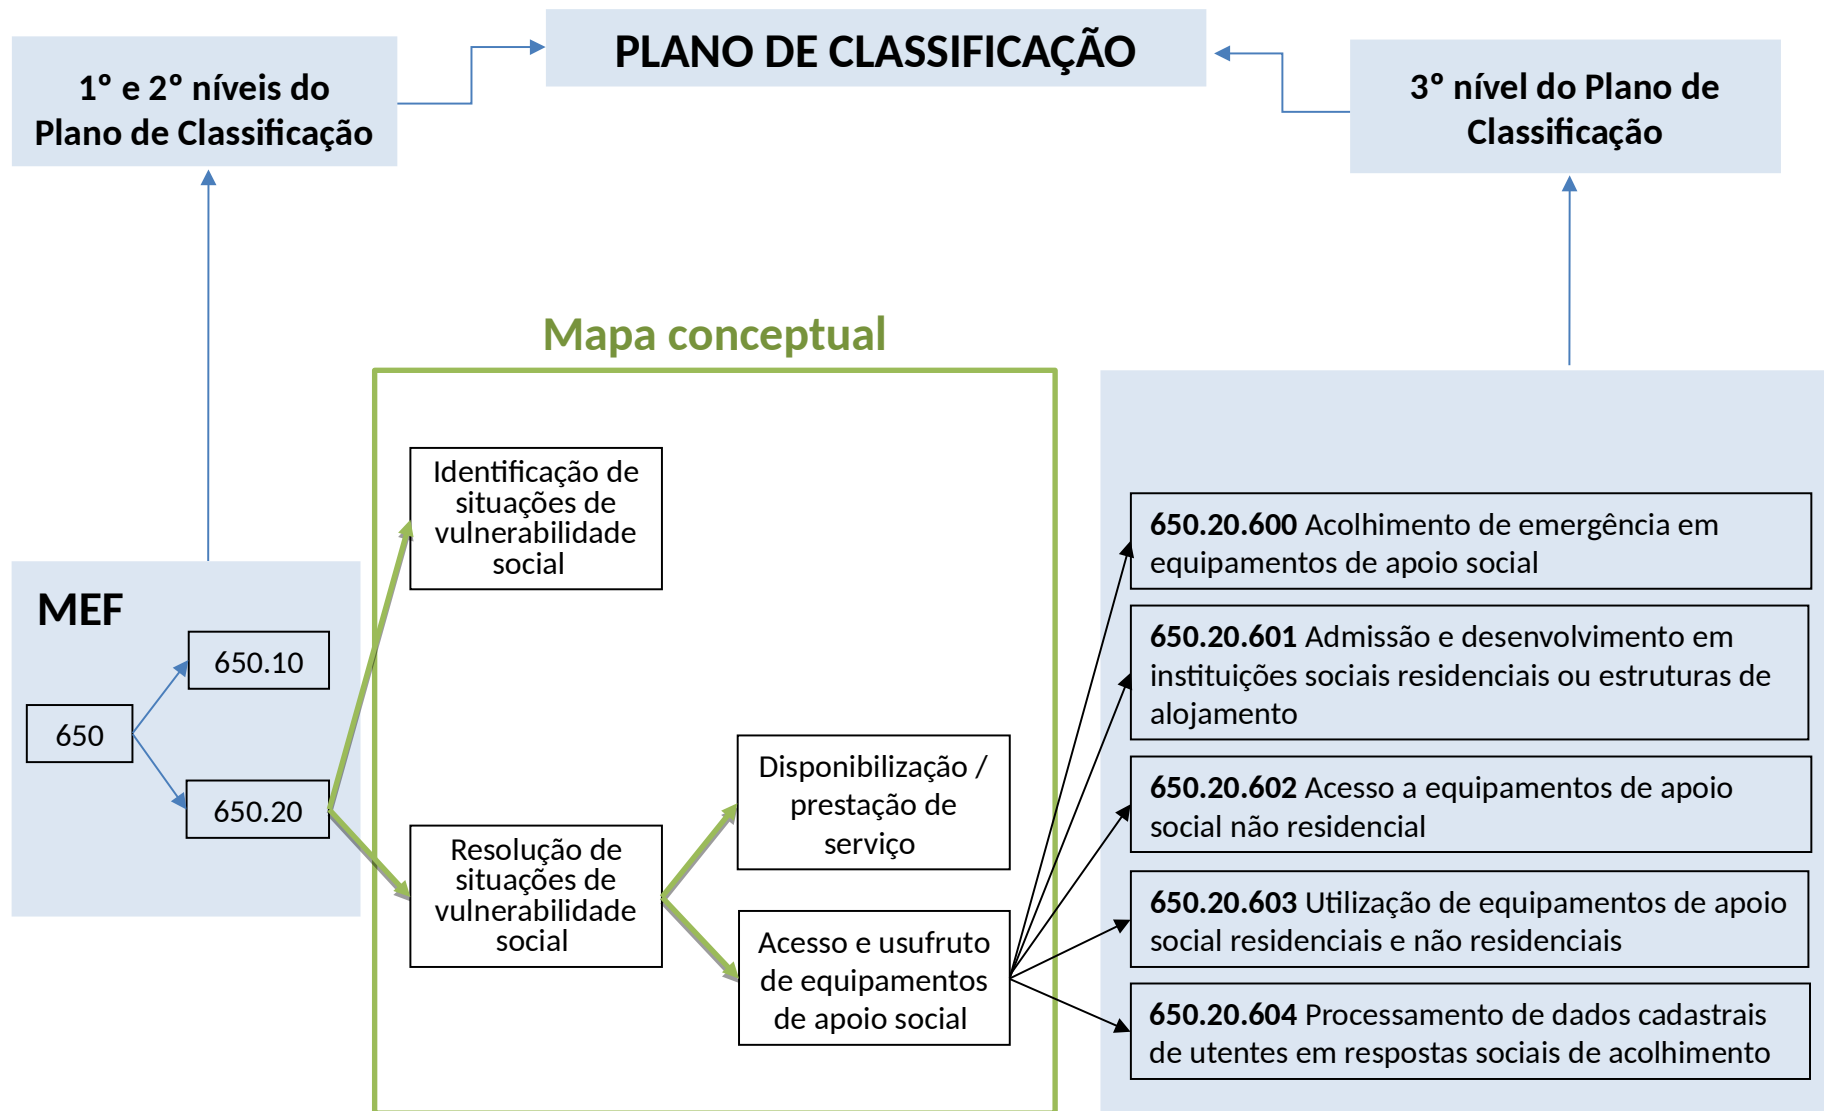 PLANO DE CLASSIFICAÇÃO
1º e 2º níveis do
Plano de Classificação
3º nível do Plano de
Classificação
Mapa conceptual
MEF
650
650.10
650.20
Identificação de
situações de
vulnerabilidade
social
Resolução de
situações de
vulnerabilidade
social
Disponibilização /
prestação de
serviço
Acesso e usufruto
de equipamentos
de apoio social
650.20.600 Acolhimento de emergência em
equipamentos de apoio social
650.20.601 Admissão e desenvolvimento em
instituições sociais residenciais ou estruturas de
alojamento
650.20.602 Acesso a equipamentos de apoio
social não residencial
650.20.603 Utilização de equipamentos de apoio
social residenciais e não residenciais
650.20.604 Processamento de dados cadastrais
de utentes em respostas sociais de acolhimento